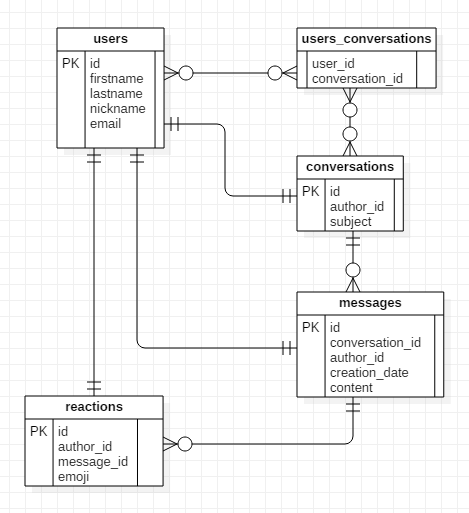 users
PK id
firstname
lastname
nickname
email
users_conversations
user_id
conversation_id
conversations
PK id
author_id
subject
messages
PK id
conversation_id
author_id
creation_date
content
reactions
PK id
author_id
message_id
emoji